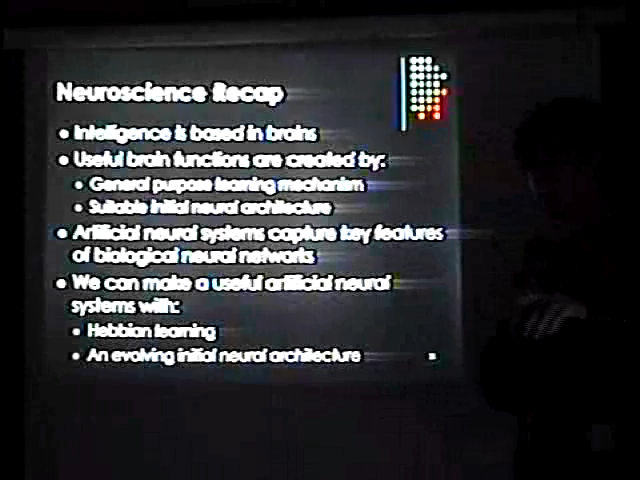 Neuroscience Recap
• Intelligence is based in brains
• Useful brain functions are created by:
• General purpose learning mechanism
• Suitable initial neural architecture
• Artificial neural systems capture key features
of biological neural networks
• We can make a useful artificial neural
systems with:
• Hebbian learning
• An evolving initial neural architecture